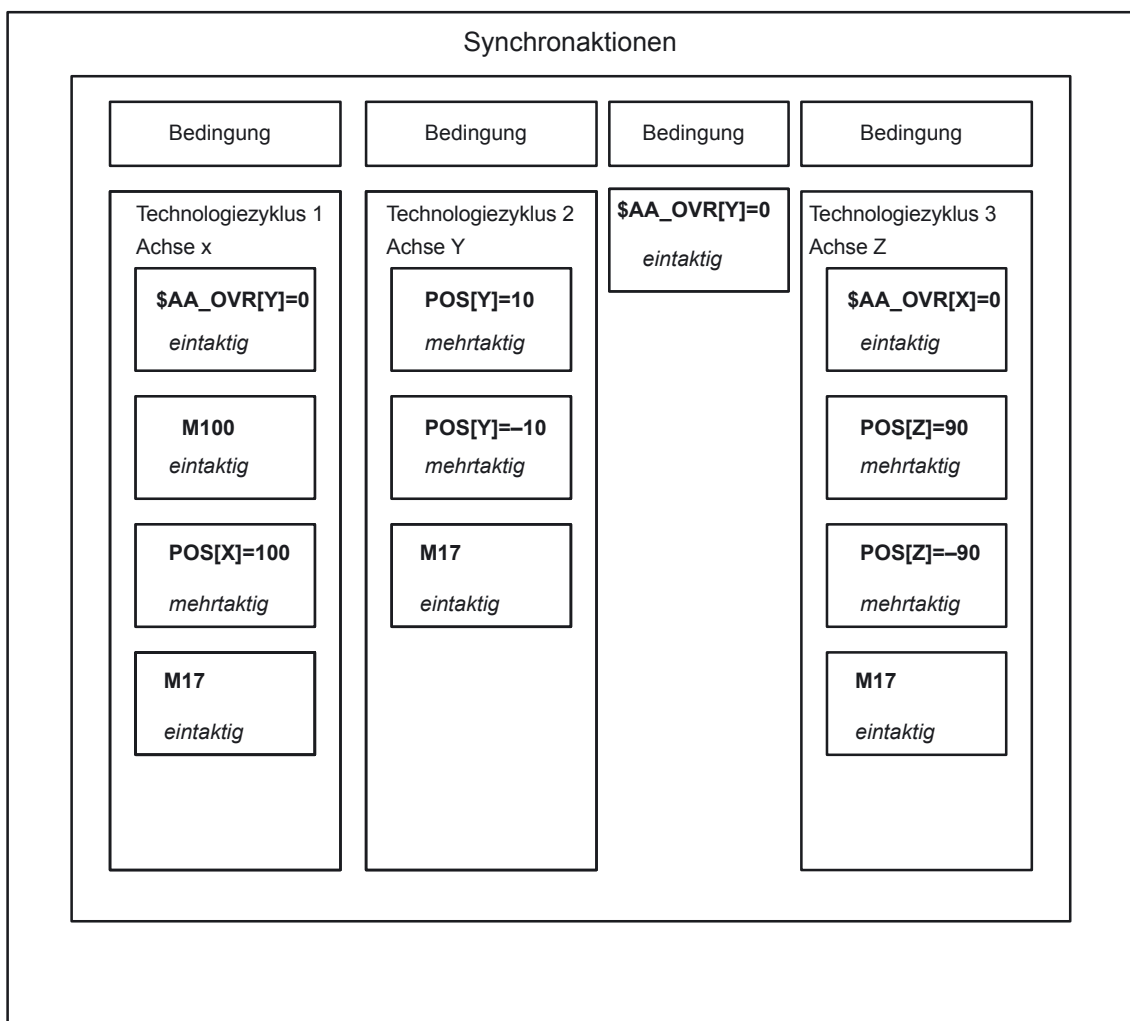 Synchronaktionen
Bedingung
Bedingung
Bedingung
Bedingung
Technologiezyklus 1
Achse x
$AA_OVR[Y]=0
eintaktig
M100
eintaktig
POS[X]=100
mehrtaktig
M17
eintaktig
Technologiezyklus 2
Achse Y
POS[Y]=10
mehrtaktig
POS[Y]=–10
mehrtaktig
M17
eintaktig
$AA_OVR[Y]=0
eintaktig
Technologiezyklus 3
Achse Z
$AA_OVR[X]=0
eintaktig
POS[Z]=90
mehrtaktig
POS[Z]=–90
mehrtaktig
M17
eintaktig